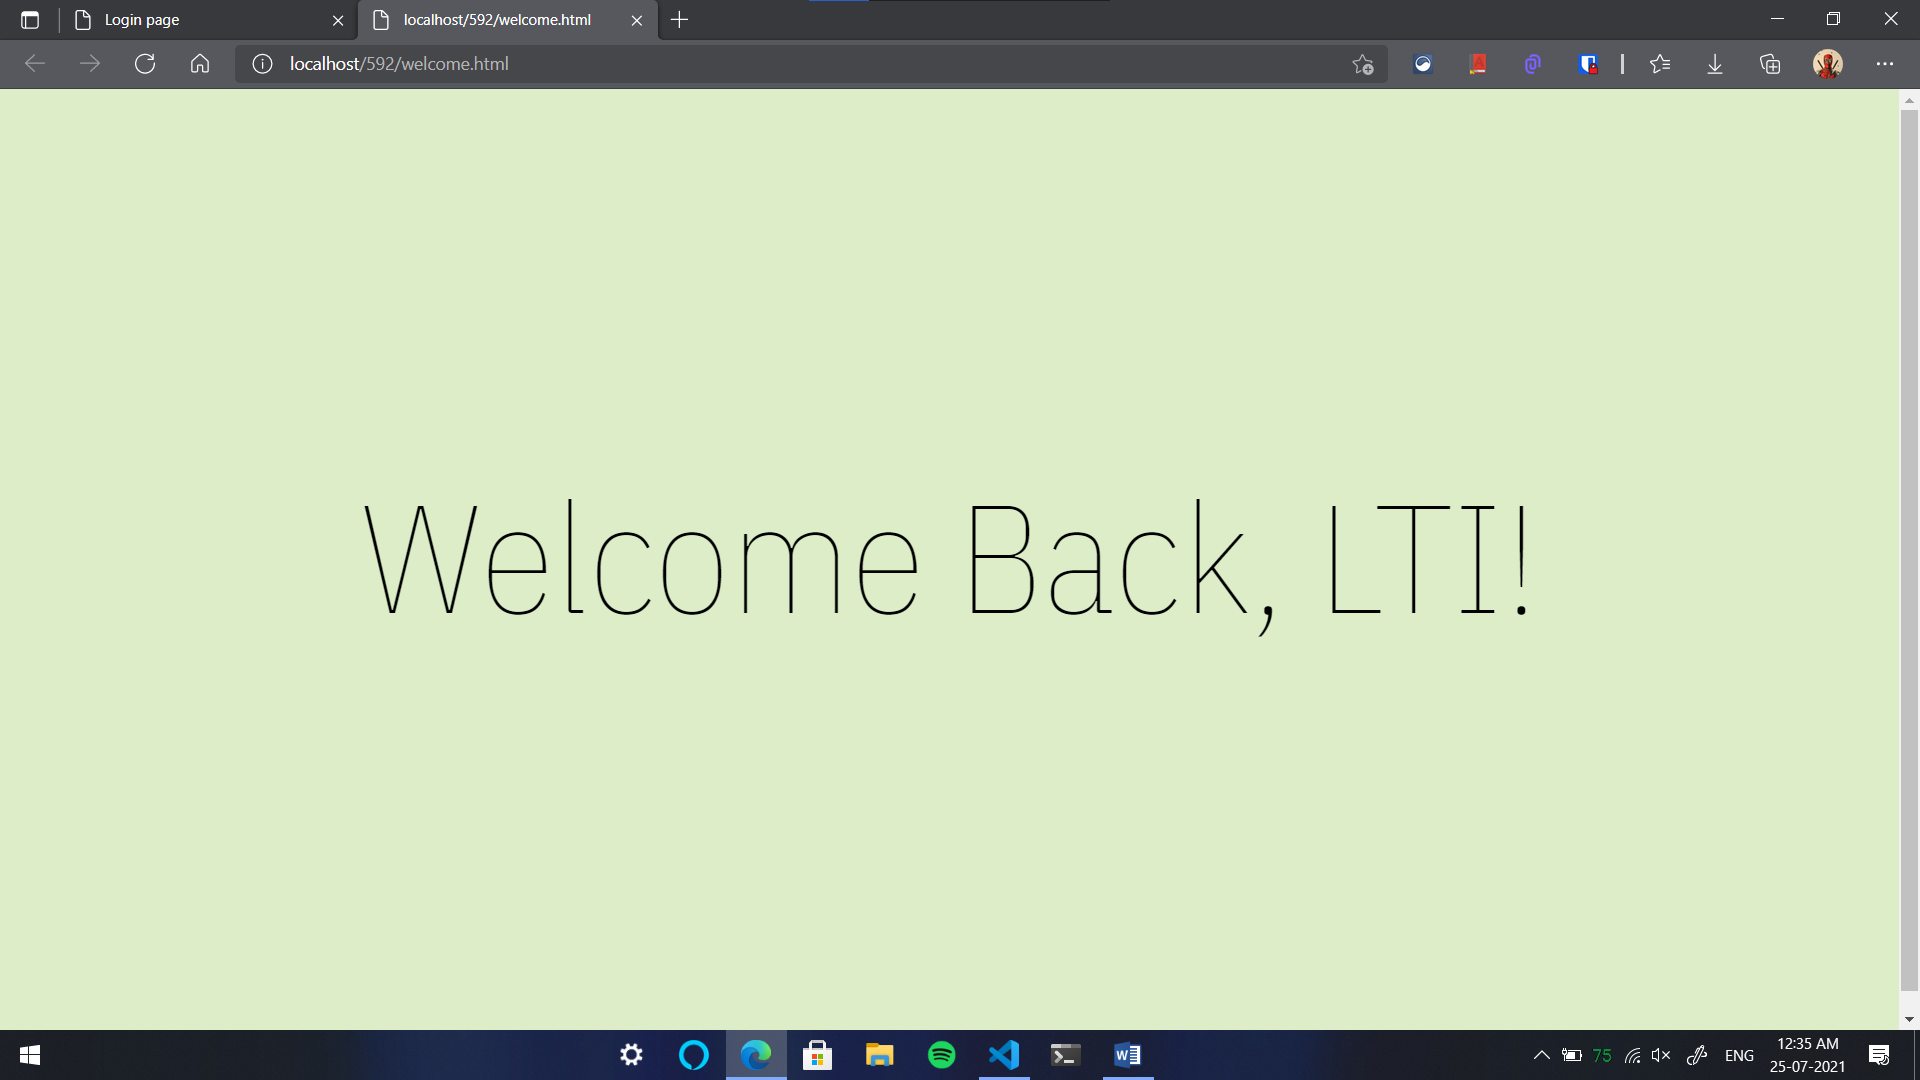 Login page
localhost/592/welcome.html
localhost/592/welcome.html
Welcome Back, LTI!
75
ENG
12:35 AM
25-07-2021